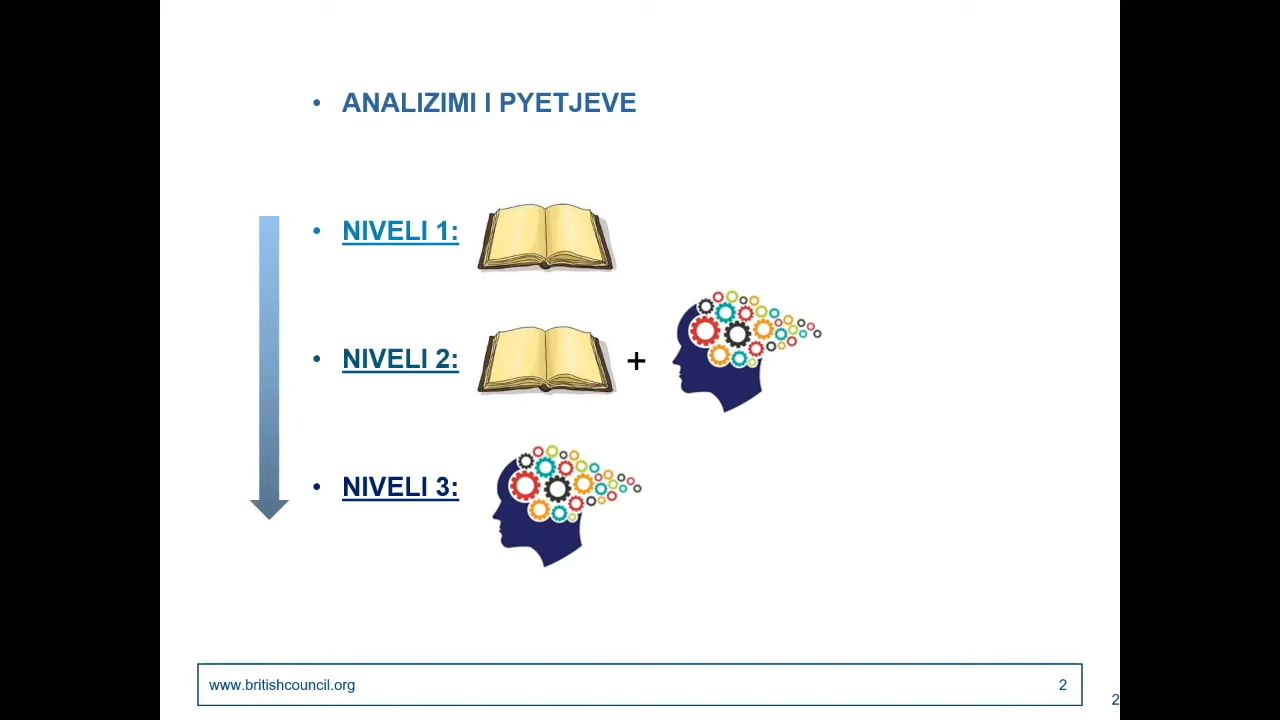 • ANALIZIMI I PYETJEVE
• NIVELI 1:
• NIVELI 2: +
• NIVELI 3:
www.britishcouncil.org 2
2